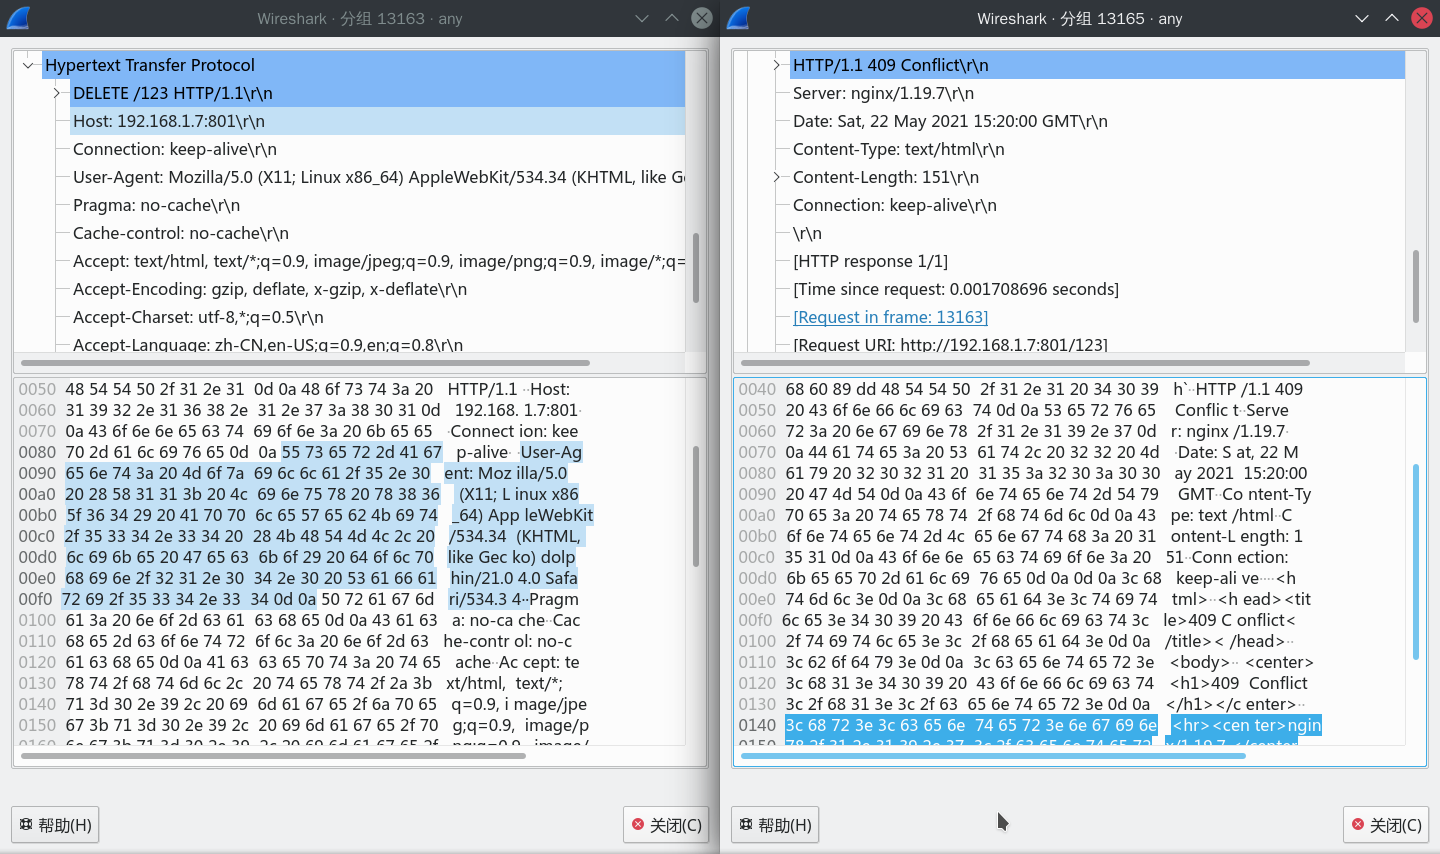 Wireshark · 分组 13163 · any
Hypertext Transfer Protocol
DELETE /123 HTTP/1.1\r\n
Host: 192.168.1.7:801\r\n
Connection: keep-alive\r\n
User-Agent: Mozilla/5.0 (X11; Linux x86_64) AppleWebKit/534.34 (KHTML, like Ge
Pragma: no-cache\r\n
Cache-control: no-cache\r\n
Accept: text/html, text/*;q=0.9, image/jpeg;q=0.9, image/png;q=0.9, image/*;q=
Accept-Encoding: gzip, deflate, x-gzip, x-deflate\r\n
Accept-Charset: utf-8,*;q=0.5\r\n
Accept-Language: zh-CN,en-US;q=0.9,en;q=0.8\r\n
0050 48 54 54 50 2f 31 2e 31 0d 0a 48 6f 73 74 3a 20 HTTP/1.1 ··Host:
0060 31 39 32 2e 31 36 38 2e 31 2e 37 3a 38 30 31 0d 192.168. 1.7:801·
0070 0a 43 6f 6e 6e 65 63 74 69 6f 6e 3a 20 6b 65 65 ·Connect ion: kee
0080 70 2d 61 6c 69 76 65 0d 0a 55 73 65 72 2d 41 67 p-alive· ·User-Ag
0090 65 6e 74 3a 20 4d 6f 7a 69 6c 6c 61 2f 35 2e 30 ent: Moz illa/5.0
00a0 20 28 58 31 31 3b 20 4c 69 6e 75 78 20 78 38 36 (X11; L inux x86
00b0 5f 36 34 29 20 41 70 70 6c 65 57 65 62 4b 69 74 _64) App leWebKit
00c0 2f 35 33 34 2e 33 34 20 28 4b 48 54 4d 4c 2c 20 /534.34 (KHTML,
00d0 6c 69 6b 65 20 47 65 63 6b 6f 29 20 64 6f 6c 70 like Gec ko) dolp
00e0 68 69 6e 2f 32 31 2e 30 34 2e 30 20 53 61 66 61 hin/21.0 4.0 Safa
00f0 72 69 2f 35 33 34 2e 33 34 0d 0a 50 72 61 67 6d ri/534.3 4··Pragm
0100 61 3a 20 6e 6f 2d 63 61 63 68 65 0d 0a 43 61 63 a: no-ca che··Cac
0110 68 65 2d 63 6f 6e 74 72 6f 6c 3a 20 6e 6f 2d 63 he-contr ol: no-c
0120 61 63 68 65 0d 0a 41 63 63 65 70 74 3a 20 74 65 ache··Ac cept: te
0130 78 74 2f 68 74 6d 6c 2c 20 74 65 78 74 2f 2a 3b xt/html, text/*;
0140 71 3d 30 2e 39 2c 20 69 6d 61 67 65 2f 6a 70 65 q=0.9, i mage/jpe
0150 67 3b 71 3d 30 2e 39 2c 20 69 6d 61 67 65 2f 70 g;q=0.9, image/p
0160 6e 67 3b 71 3d 30 2e 39 2c 20 69 6d 61 67 65 2f ng;q=0.9 , image/
帮助(H)
关闭(C)
Wireshark · 分组 13165 · any
HTTP/1.1 409 Conflict\r\n
Server: nginx/1.19.7\r\n
Date: Sat, 22 May 2021 15:20:00 GMT\r\n
Content-Type: text/html\r\n
Content-Length: 151\r\n
Connection: keep-alive\r\n
\r\n
[HTTP response 1/1]
[Time since request: 0.001708696 seconds]
[Request in frame: 13163]
[Request URI: http://192.168.1.7:801/123]
0040 68 60 89 dd 48 54 54 50 2f 31 2e 31 20 34 30 39 h`··HTTP /1.1 409
0050 20 43 6f 6e 66 6c 69 63 74 0d 0a 53 65 72 76 65 Conflic t··Serve
0060 72 3a 20 6e 67 69 6e 78 2f 31 2e 31 39 2e 37 0d r: nginx /1.19.7·
0070 0a 44 61 74 65 3a 20 53 61 74 2c 20 32 32 20 4d ·Date: S at, 22 M
0080 61 79 20 32 30 32 31 20 31 35 3a 32 30 3a 30 30 ay 2021 15:20:00
0090 20 47 4d 54 0d 0a 43 6f 6e 74 65 6e 74 2d 54 79 GMT··Co ntent-Ty
00a0 70 65 3a 20 74 65 78 74 2f 68 74 6d 6c 0d 0a 43 pe: text /html··C
00b0 6f 6e 74 65 6e 74 2d 4c 65 6e 67 74 68 3a 20 31 ontent-L ength: 1
00c0 35 31 0d 0a 43 6f 6e 6e 65 63 74 69 6f 6e 3a 20 51··Conn ection:
00d0 6b 65 65 70 2d 61 6c 69 76 65 0d 0a 0d 0a 3c 68 keep-ali ve····<h
00e0 74 6d 6c 3e 0d 0a 3c 68 65 61 64 3e 3c 74 69 74 tml>··<h ead><tit
00f0 6c 65 3e 34 30 39 20 43 6f 6e 66 6c 69 63 74 3c le>409 C onflict<
0100 2f 74 69 74 6c 65 3e 3c 2f 68 65 61 64 3e 0d 0a /title>< /head>··
0110 3c 62 6f 64 79 3e 0d 0a 3c 63 65 6e 74 65 72 3e <body>·· <center>
0120 3c 68 31 3e 34 30 39 20 43 6f 6e 66 6c 69 63 74 <h1>409 Conflict
0130 3c 2f 68 31 3e 3c 2f 63 65 6e 74 65 72 3e 0d 0a </h1></c enter>··
0140 3c 68 72 3e 3c 63 65 6e 74 65 72 3e 6e 67 69 6e <hr><cen ter>ngin
0150 78 2f 31 2e 31 39 2e 37 3c 2f 63 65 6e 74 65 72 x/1.19.7 </center
帮助(H)
关闭(C)